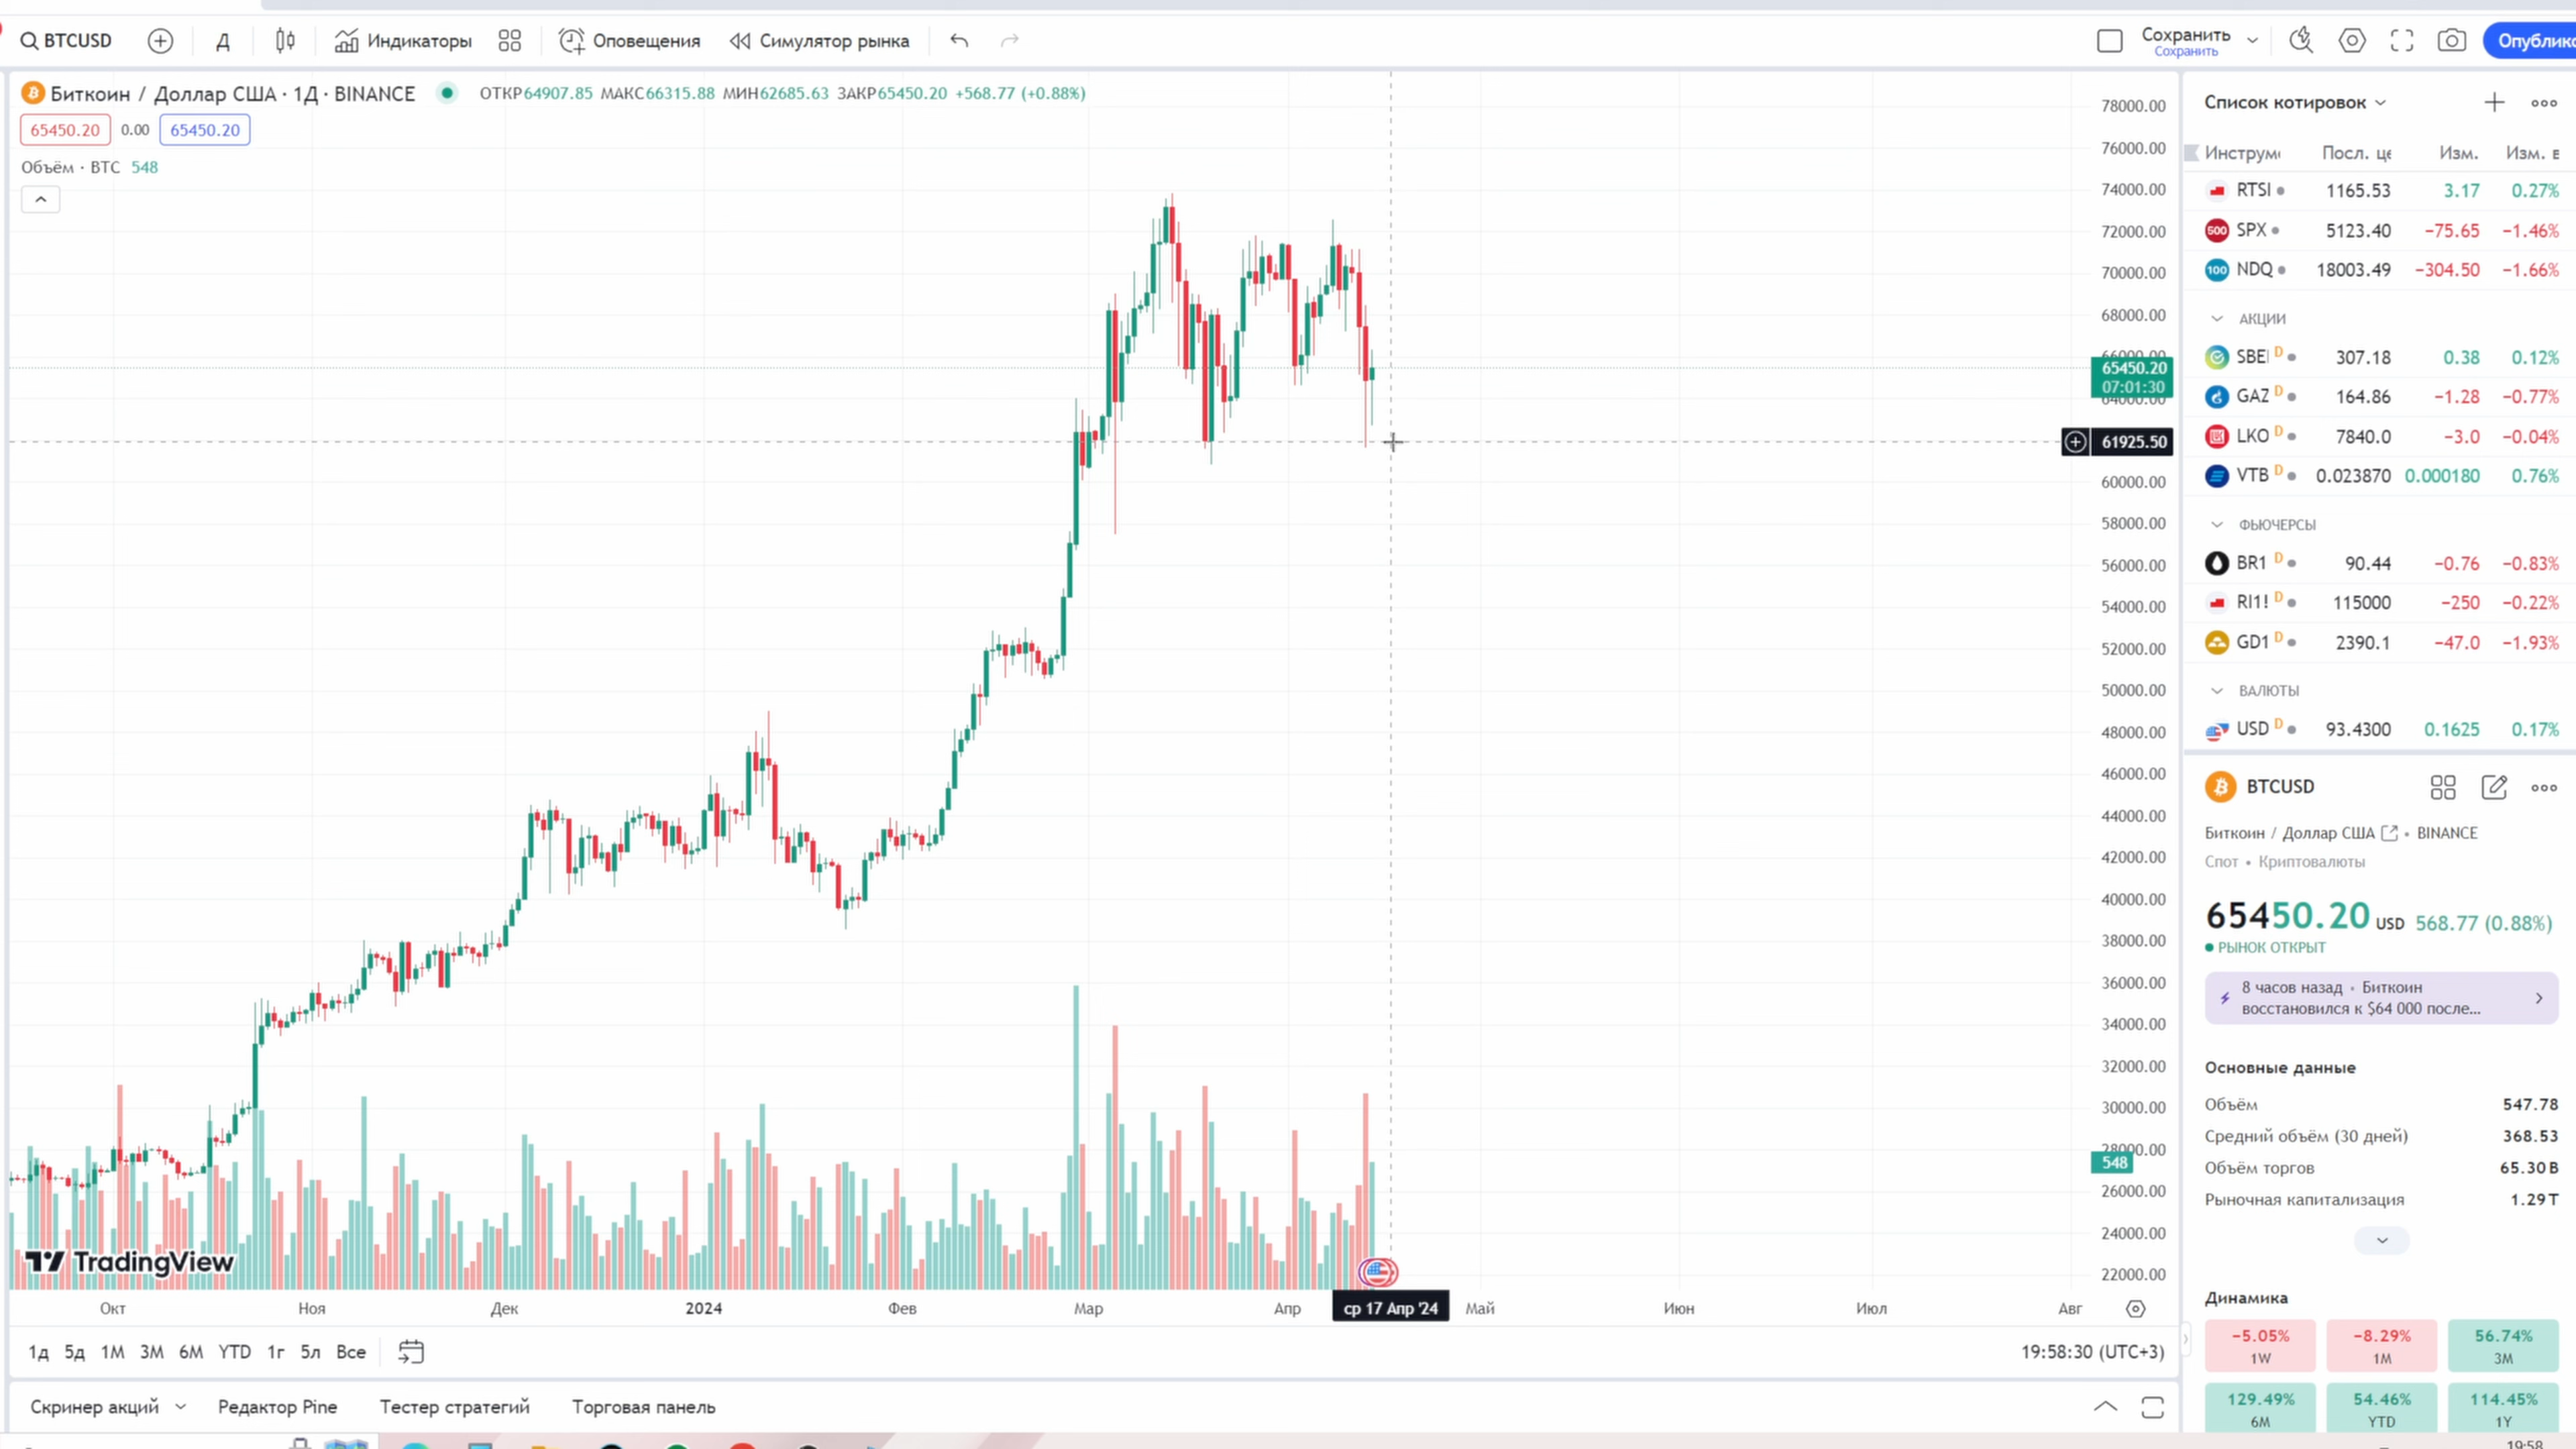 BTCUSD Д Индикаторы Оповещения Симулятор рынка Сохранить
Сохранить
Биткоин / Доллар США · 1Д · BINANCE ОТКР64907.85 МАКС66315.88 МИН62685.63 ЗАКР65450.20 +568.77 (+0.88%)
65450.20 0.00 65450.20
Объём · BTC 548
78000.00
76000.00
74000.00
72000.00
70000.00
68000.00
66000.00
65450.20
07:01:30
64000.00
61925.50
60000.00
58000.00
56000.00
54000.00
52000.00
50000.00
48000.00
46000.00
44000.00
42000.00
40000.00
38000.00
36000.00
34000.00
32000.00
30000.00
28000.00
548
26000.00
24000.00
22000.00
TradingView
Окт Ноя Дек 2024 Фев Мар Апр ср 17 Апр '24 Май Июн Июл Авг
1д 5д 1М 3М 6М YTD 1г 5л Все 19:58:30 (UTC+3)
Скринер акций Редактор Pine Тестер стратегий Торговая панель
Список котировок
Изм.
RTSI 1165.53 3.17 0.27%
SPX 5123.40 −75.65 −1.46%
NDQ 18003.49 −304.50 −1.66%
АКЦИИ
SBE D 307.18 0.38 0.12%
GAZ D 164.86 −1.28 −0.77%
LKO D 7840.0 −3.0 −0.04%
VTB D 0.023870 0.000180 0.76%
ФЬЮЧЕРСЫ
BR1 D 90.44 −0.76 −0.83%
RI1! D 115000 −250 −0.22%
GD1 D 2390.1 −47.0 −1.93%
ВАЛЮТЫ
USD D 93.4300 0.1625 0.17%
BTCUSD
Биткоин / Доллар США • BINANCE
Спот • Криптовалюты
65450.20 USD 568.77 (0.88%)
РЫНОК ОТКРЫТ
8 часов назад • Биткоин
восстановился к $64 000 после...
Основные данные
Объём 547.78
Средний объём (30 дней) 368.53
Объём торгов 65.30B
Рыночная капитализация 1.29T
Динамика
−5.05% −8.29% 56.74%
1W 1M 3M
129.49% 54.46% 114.45%
6M YTD 1Y
19:58